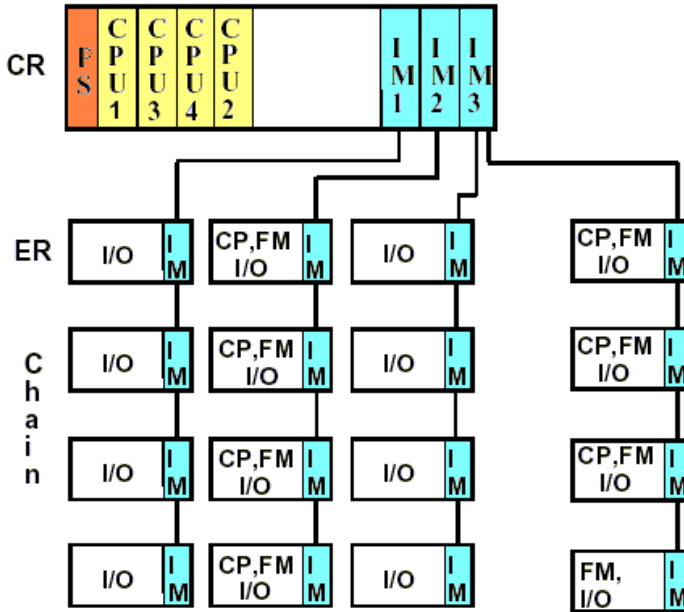 CR
PS
CPU1
CPU3
CPU4
CPU2
IM1
IM2
IM3
ER
I/O
IM
CP,FM
I/O
IM
I/O
IM
CP,FM
I/O
IM
Chain
I/O
IM
CP,FM
I/O
IM
I/O
IM
CP,FM
I/O
IM
I/O
IM
CP,FM
I/O
IM
I/O
IM
CP,FM
I/O
IM
I/O
IM
CP,FM
I/O
IM
I/O
IM
FM,
I/O
IM